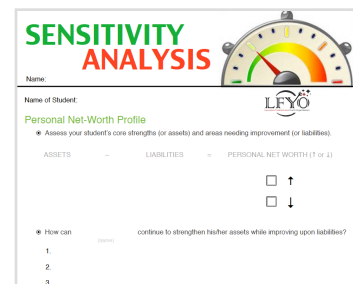 SENSITIVITY
ANALYSIS
Name:
Name of Student:
LFYO
Personal Net-Worth Profile
Assess your student's core strengths (or assets) and areas needing improvement (or liabilities).
ASSETS – LIABILITIES = PERSONAL NET WORTH (↑ or ↓)
↑
↓
How can continue to strengthen his/her assets while improving upon liabilities?
1.
2.
3